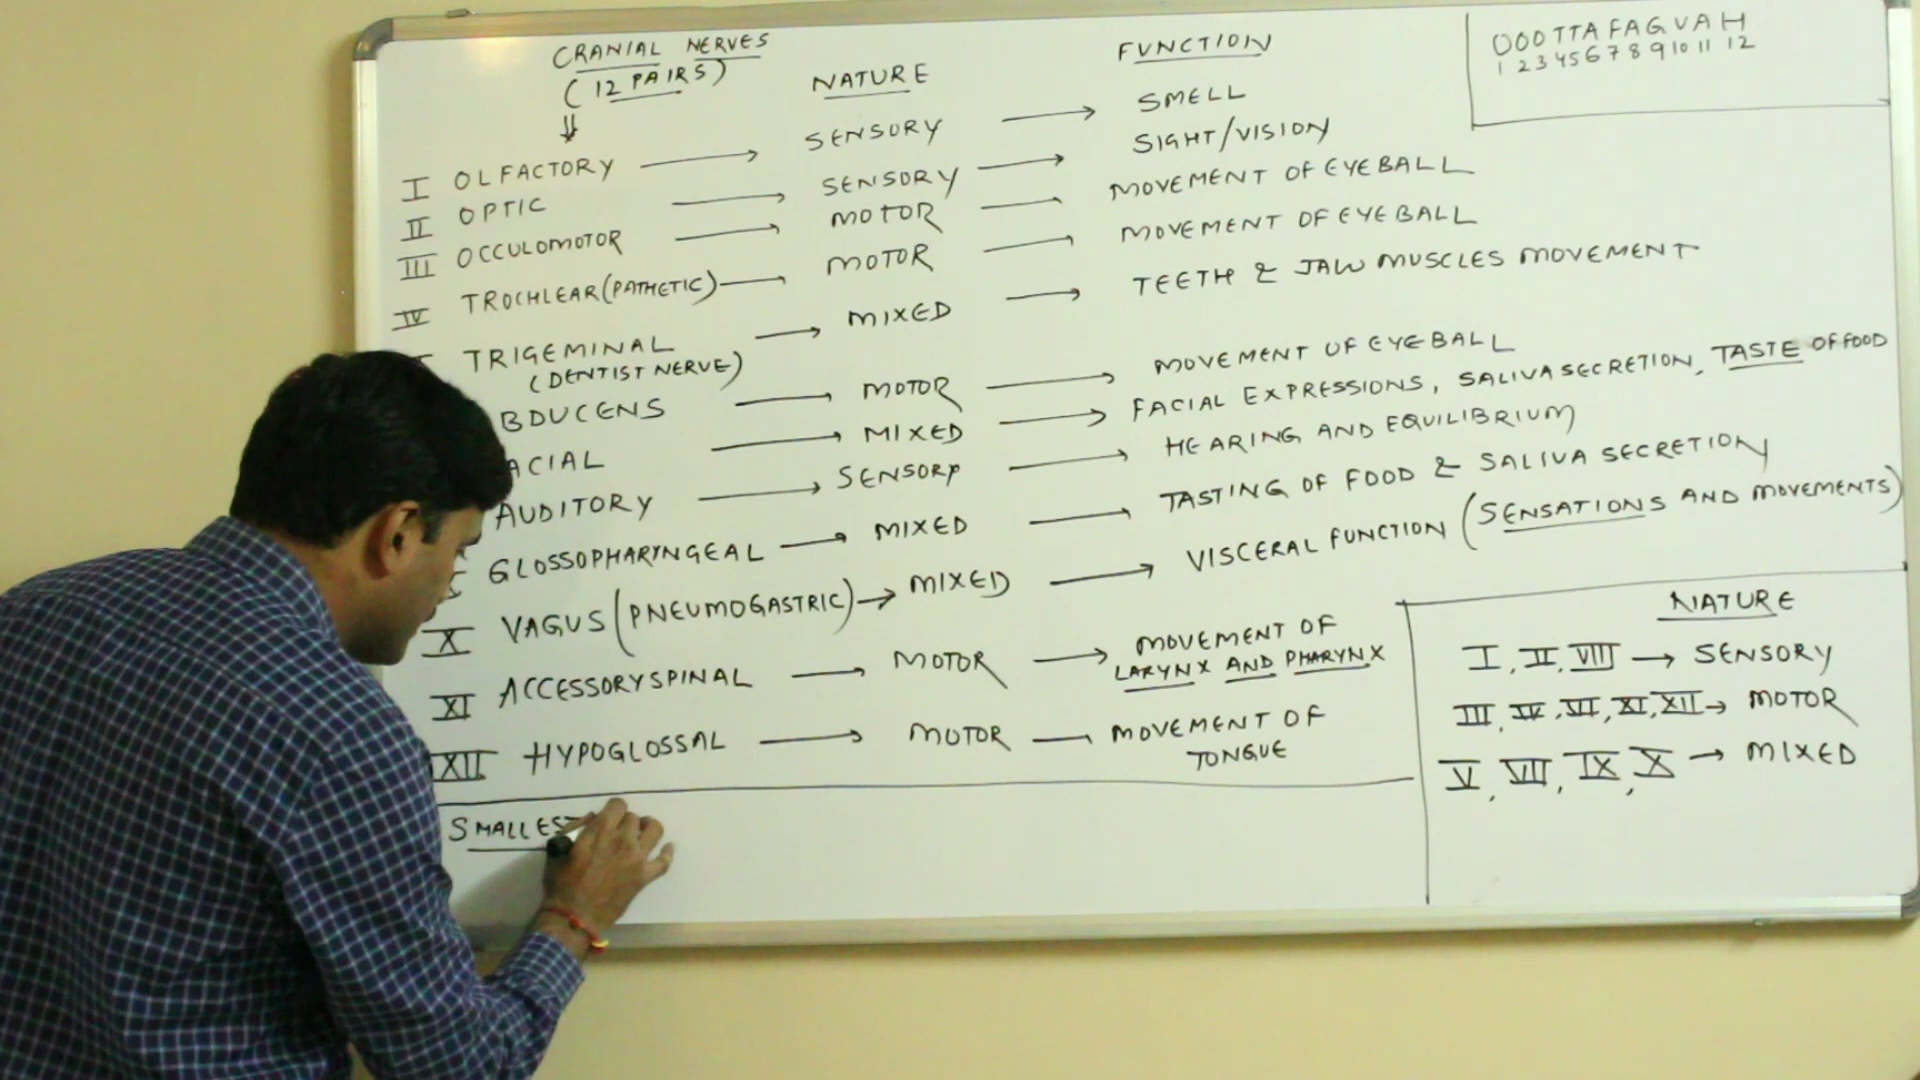 CRANIAL NERVES
(12 PAIRS)
NATURE
FUNCTION
OOOTTAFAGVAH
1 2 3 4 5 6 7 8 9 10 11 12
I OLFACTORY → SENSORY → SMELL
II OPTIC → SENSORY → SIGHT/VISION
III OCCULOMOTOR → MOTOR → MOVEMENT OF EYEBALL
IV TROCHLEAR (PATHETIC) → MOTOR → MOVEMENT OF EYEBALL
TRIGEMINAL → MIXED → TEETH & JAW MUSCLES MOVEMENT
(DENTIST NERVE)
BDUCENS → MOTOR → MOVEMENT OF EYEBALL
ACIAL → MIXED → FACIAL EXPRESSIONS, SALIVA SECRETION, TASTE OF FOOD
AUDITORY → SENSORY → HEARING AND EQUILIBRIUM
GLOSSOPHARYNGEAL → MIXED → TASTING OF FOOD & SALIVA SECRETION
X VAGUS (PNEUMOGASTRIC) → MIXED → VISCERAL FUNCTION (SENSATIONS AND MOVEMENTS)
XI ACCESSORY SPINAL → MOTOR → MOVEMENT OF
LARYNX AND PHARYNX
XII HYPOGLOSSAL → MOTOR — MOVEMENT OF
TONGUE
SMALLEST
NATURE
I, II, VIII → SENSORY
III, IV, VI, XI, XII → MOTOR
V, VII, IX, X → MIXED